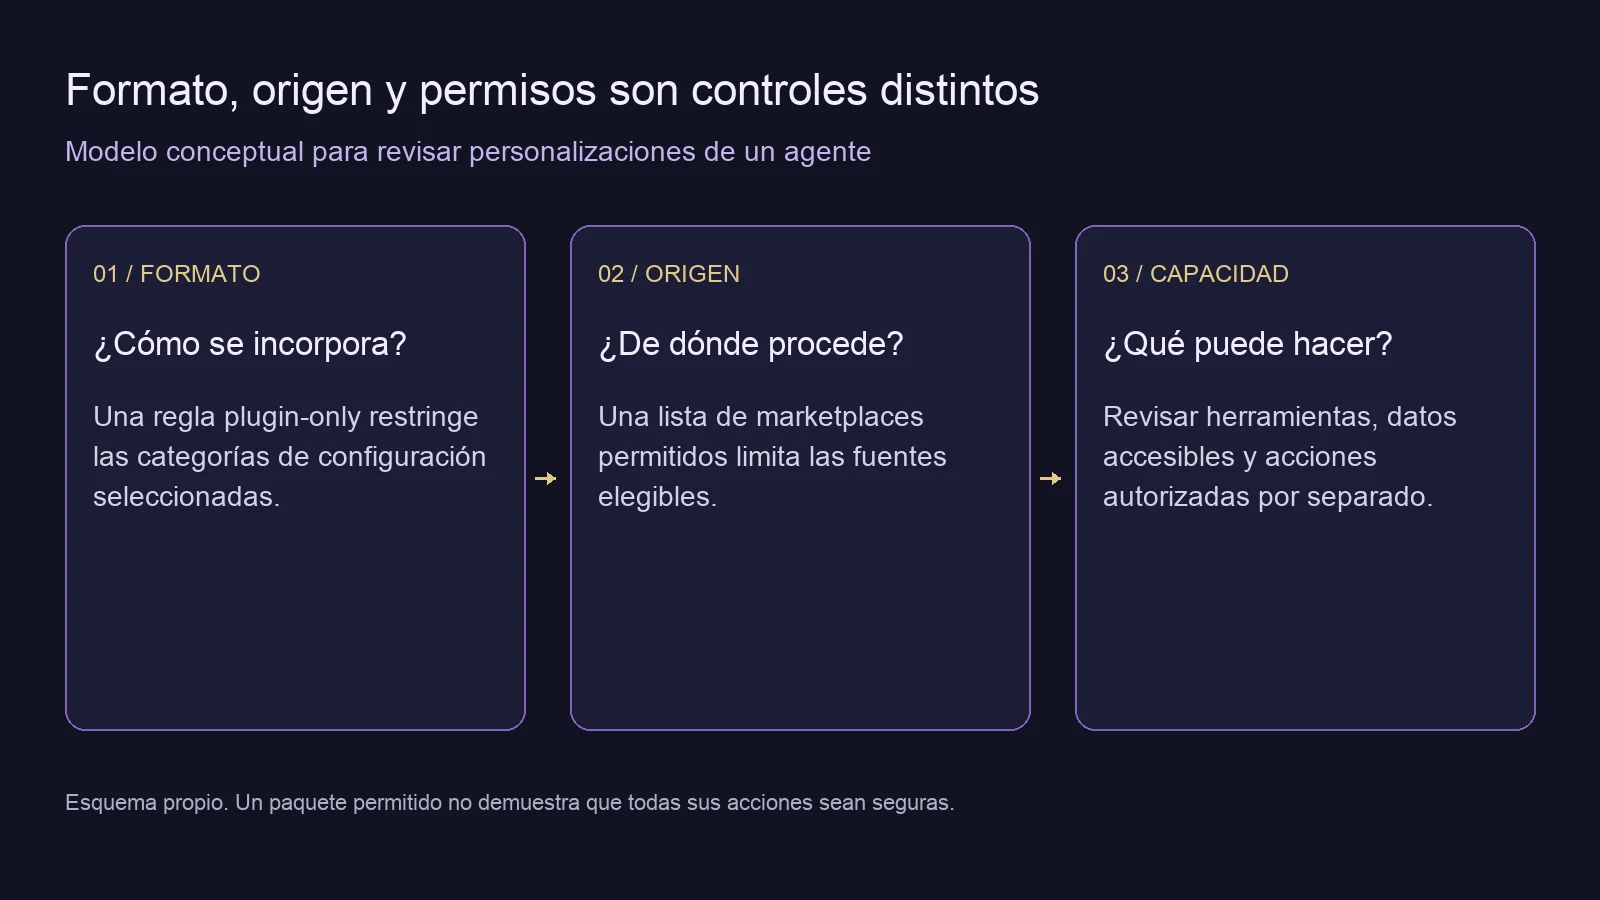 Formato, origen y permisos son controles distintos
Modelo conceptual para revisar personalizaciones de un agente
01 / FORMATO
¿Cómo se incorpora?
Una regla plugin-only restringe
las categorías de configuración
seleccionadas.
02 / ORIGEN
¿De dónde procede?
Una lista de marketplaces
permitidos limita las fuentes
elegibles.
03 / CAPACIDAD
¿Qué puede hacer?
Revisar herramientas, datos
accesibles y acciones
autorizadas por separado.
Esquema propio. Un paquete permitido no demuestra que todas sus acciones sean seguras.